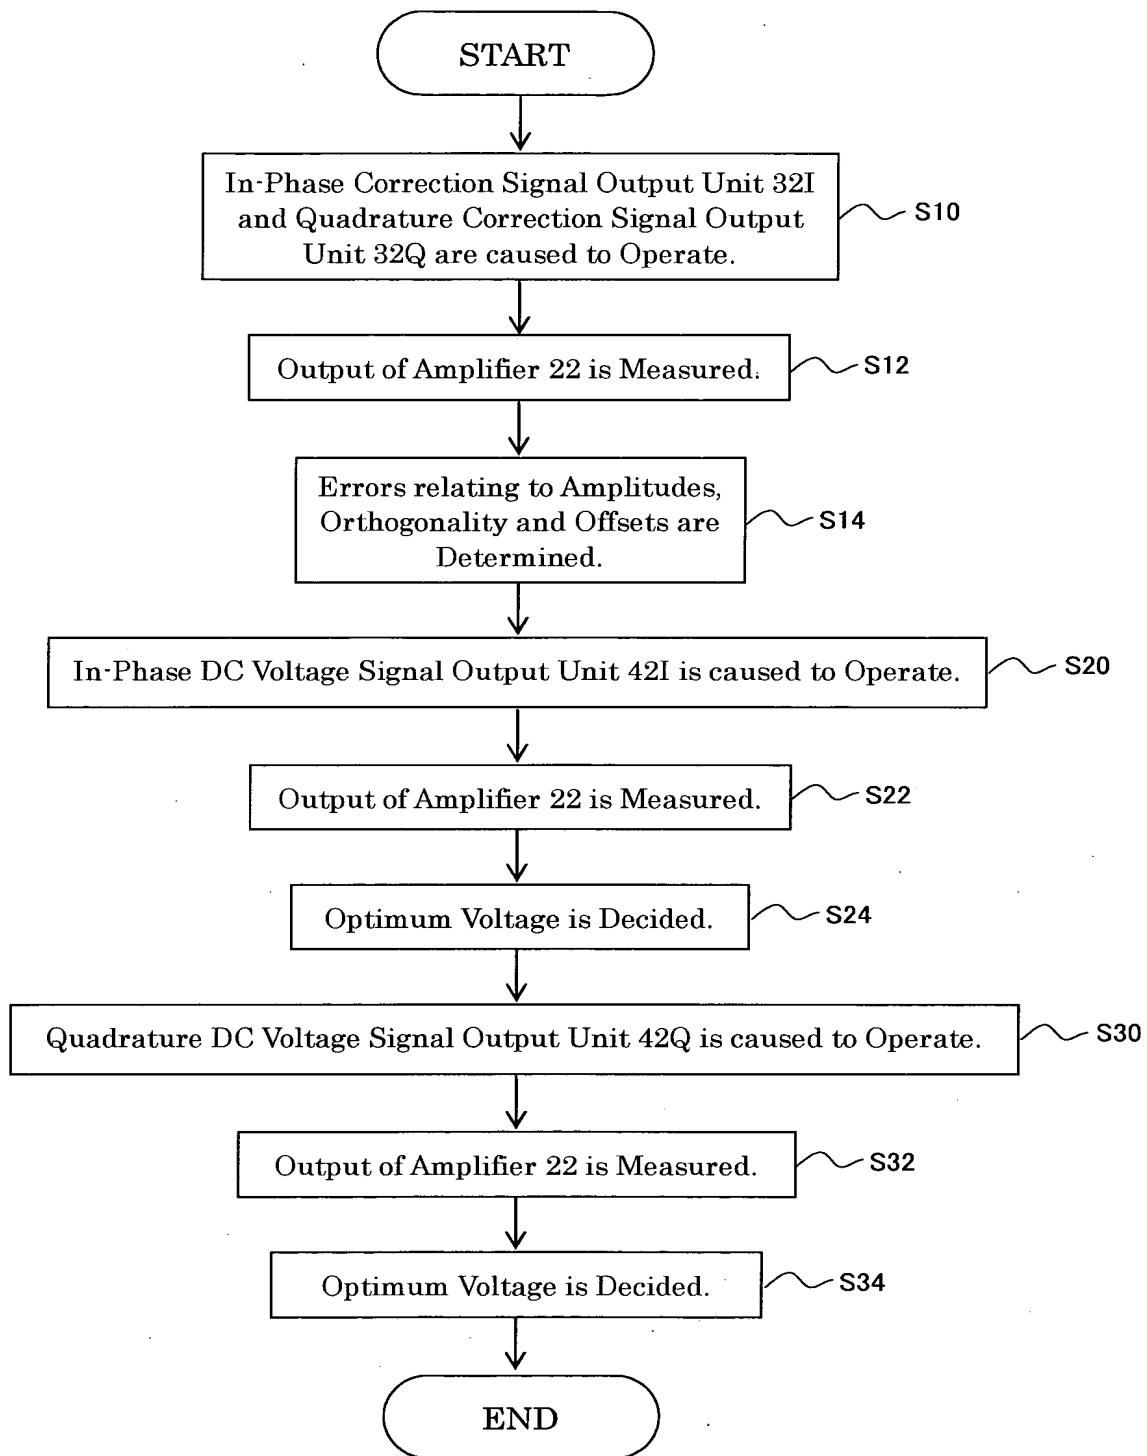 START
In-Phase Correction Signal Output Unit 32I
and Quadrature Correction Signal Output
Unit 32Q are caused to Operate.
S10
Output of Amplifier 22 is Measured.
S12
Errors relating to Amplitudes,
Orthogonality and Offsets are
Determined.
S14
In-Phase DC Voltage Signal Output Unit 42I is caused to Operate.
S20
Output of Amplifier 22 is Measured.
S22
Optimum Voltage is Decided.
S24
Quadrature DC Voltage Signal Output Unit 42Q is caused to Operate.
S30
Output of Amplifier 22 is Measured.
S32
Optimum Voltage is Decided.
S34
END